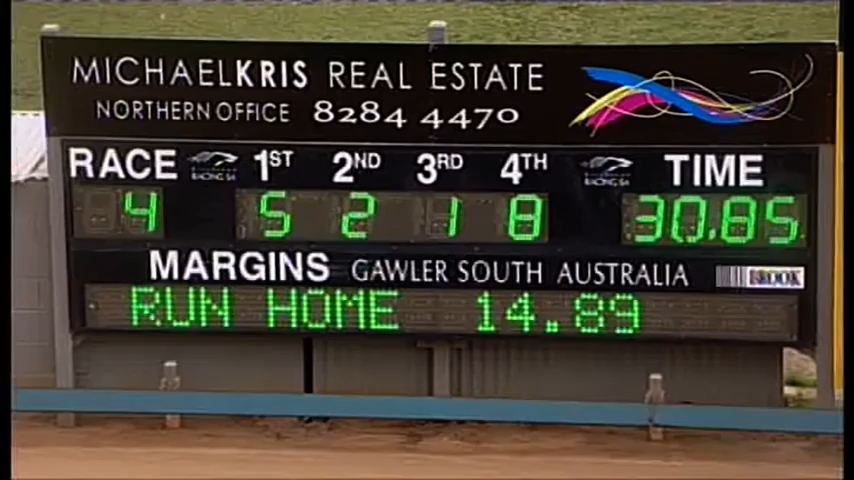 MICHAELKRIS REAL ESTATE
NORTHERN OFFICE 8284 4470
RACE 1ST 2ND 3RD 4TH TIME
4 5 2 1 8 30.85
MARGINS GAWLER SOUTH AUSTRALIA BROOK
RUN HOME 14.89